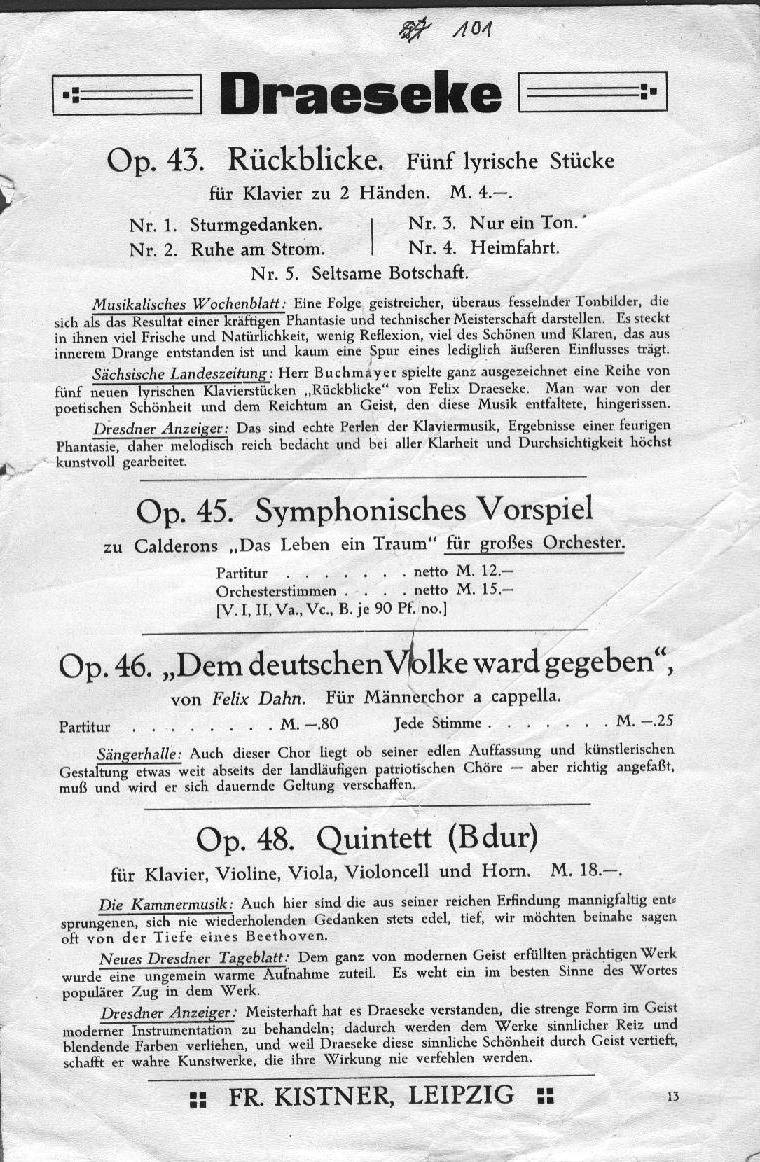 101
Draeseke
Op. 43. Rückblicke. Fünf lyrische Stücke
für Klavier zu 2 Händen. M. 4.—.
Nr. 1. Sturmgedanken. Nr. 3. Nur ein Ton.
Nr. 2. Ruhe am Strom. Nr. 4. Heimfahrt.
Nr. 5. Seltsame Botschaft.
Musikalisches Wochenblatt: Eine Folge geistreicher, überaus fesselnder Tonbilder, die
sich als das Resultat einer kräftigen Phantasie und technischer Meisterschaft darstellen. Es steckt
in ihnen viel Frische und Natürlichkeit, wenig Reflexion, viel des Schönen und Klaren, das aus
innerem Drange entstanden ist und kaum eine Spur eines lediglich äußeren Einflusses trägt.
Sächsische Landeszeitung: Herr Buchmayer spielte ganz ausgezeichnet eine Reihe von
fünf neuen lyrischen Klavierstücken „Rückblicke“ von Felix Draeseke. Man war von der
poetischen Schönheit und dem Reichtum an Geist, den diese Musik entfaltete, hingerissen.
Dresdner Anzeiger: Das sind echte Perlen der Klaviermusik, Ergebnisse einer feurigen
Phantasie, daher melodisch reich bedacht und bei aller Klarheit und Durchsichtigkeit höchst
kunstvoll gearbeitet.
Op. 45. Symphonisches Vorspiel
zu Calderons „Das Leben ein Traum“ für großes Orchester.
Partitur . . . . . . . netto M. 12.—
Orchesterstimmen . . . . netto M. 15.—
[V. I, II, Va., Vc., B. je 90 Pf. no.]
Op. 46. „Dem deutschen Volke ward gegeben“,
von Felix Dahn. Für Männerchor a cappella.
Partitur . . . . . . . . M. —.80 Jede Stimme . . . . . . . M. —.25
Sängerhalle: Auch dieser Chor liegt ob seiner edlen Auffassung und künstlerischen
Gestaltung etwas weit abseits der landläufigen patriotischen Chöre — aber richtig angefaßt,
muß und wird er sich dauernde Geltung verschaffen.
Op. 48. Quintett (B dur)
für Klavier, Violine, Viola, Violoncell und Horn. M. 18.—.
Die Kammermusik: Auch hier sind die aus seiner reichen Erfindung mannigfaltig ent-
sprungenen, sich nie wiederholenden Gedanken stets edel, tief, wir möchten beinahe sagen
oft von der Tiefe eines Beethoven.
Neues Dresdner Tageblatt: Dem ganz von modernen Geist erfüllten prächtigen Werk
wurde eine ungemein warme Aufnahme zuteil. Es weht ein im besten Sinne des Wortes
populärer Zug in dem Werk.
Dresdner Anzeiger: Meisterhaft hat es Draeseke verstanden, die strenge Form im Geist
moderner Instrumentation zu behandeln; dadurch werden dem Werke sinnlicher Reiz und
blendende Farben verliehen, und weil Draeseke diese sinnliche Schönheit durch Geist vertieft,
schafft er wahre Kunstwerke, die ihre Wirkung nie verfehlen werden.
FR. KISTNER, LEIPZIG
13